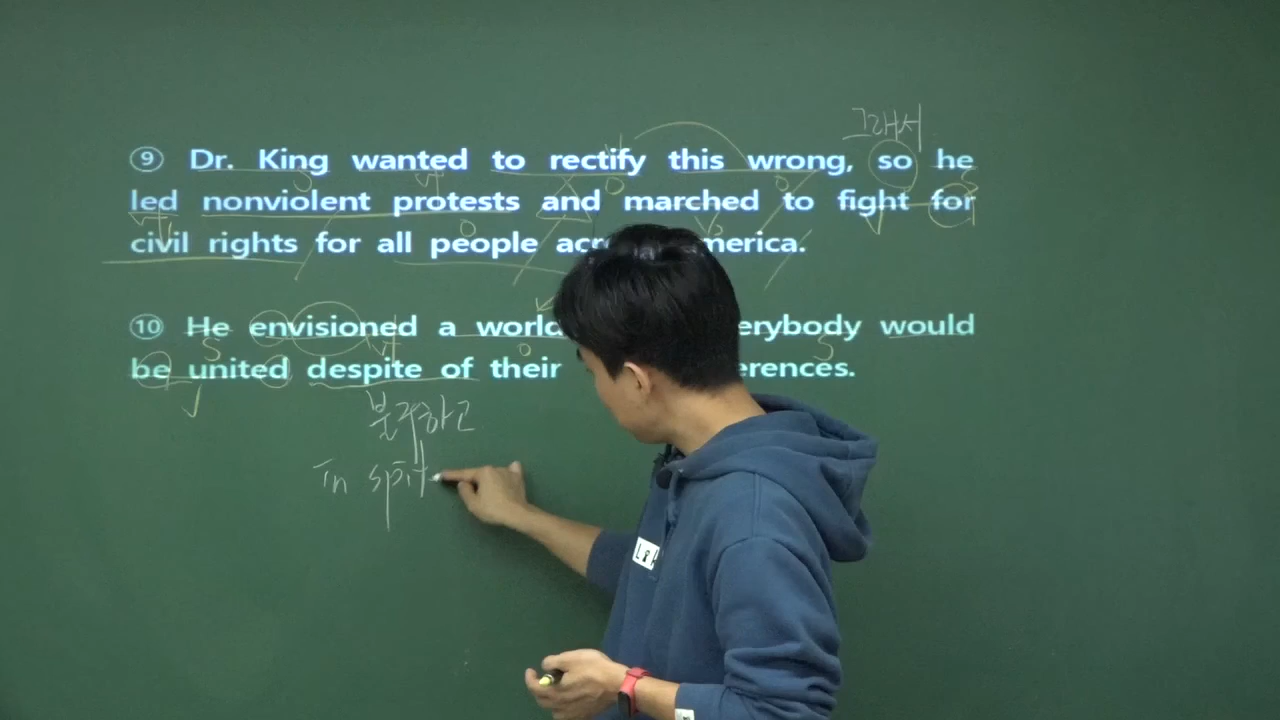 그래서
⑨ Dr. King wanted to rectify this wrong, so he
led nonviolent protests and marched to fight for
civil rights for all people acr merica.
⑩ He envisioned a world erybody would
be united despite of their erences.
불구하고
in spit